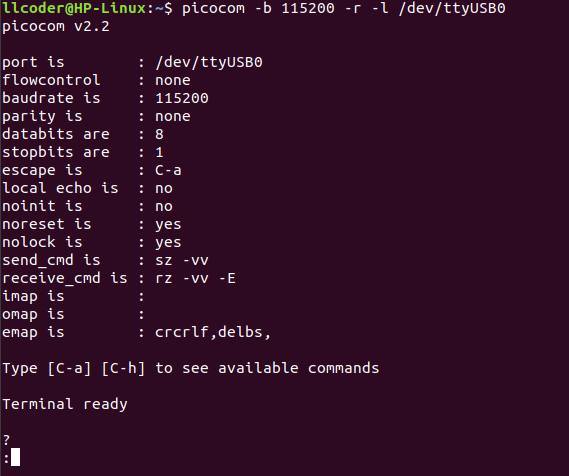 llcoder@HP-Linux:~$ picocom -b 115200 -r -l /dev/ttyUSB0
picocom v2.2
port is        : /dev/ttyUSB0
flowcontrol    : none
baudrate is    : 115200
parity is      : none
databits are   : 8
stopbits are   : 1
escape is      : C-a
local echo is  : no
noinit is      : no
noreset is     : yes
nolock is      : yes
send_cmd is    : sz -vv
receive_cmd is : rz -vv -E
imap is        :
omap is        :
emap is        : crcrlf,delbs,
Type [C-a] [C-h] to see available commands
Terminal ready
?
: